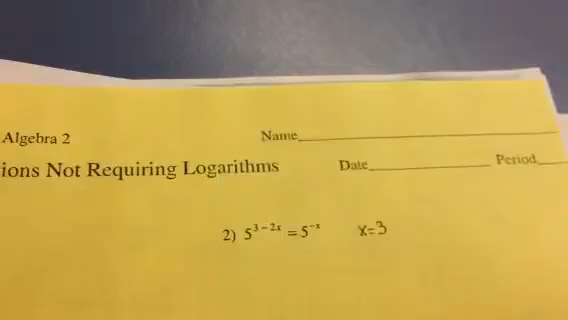 Algebra 2
Name
ions Not Requiring Logarithms
Date Period
2) 5^{3-2x} = 5^{-x} x=3